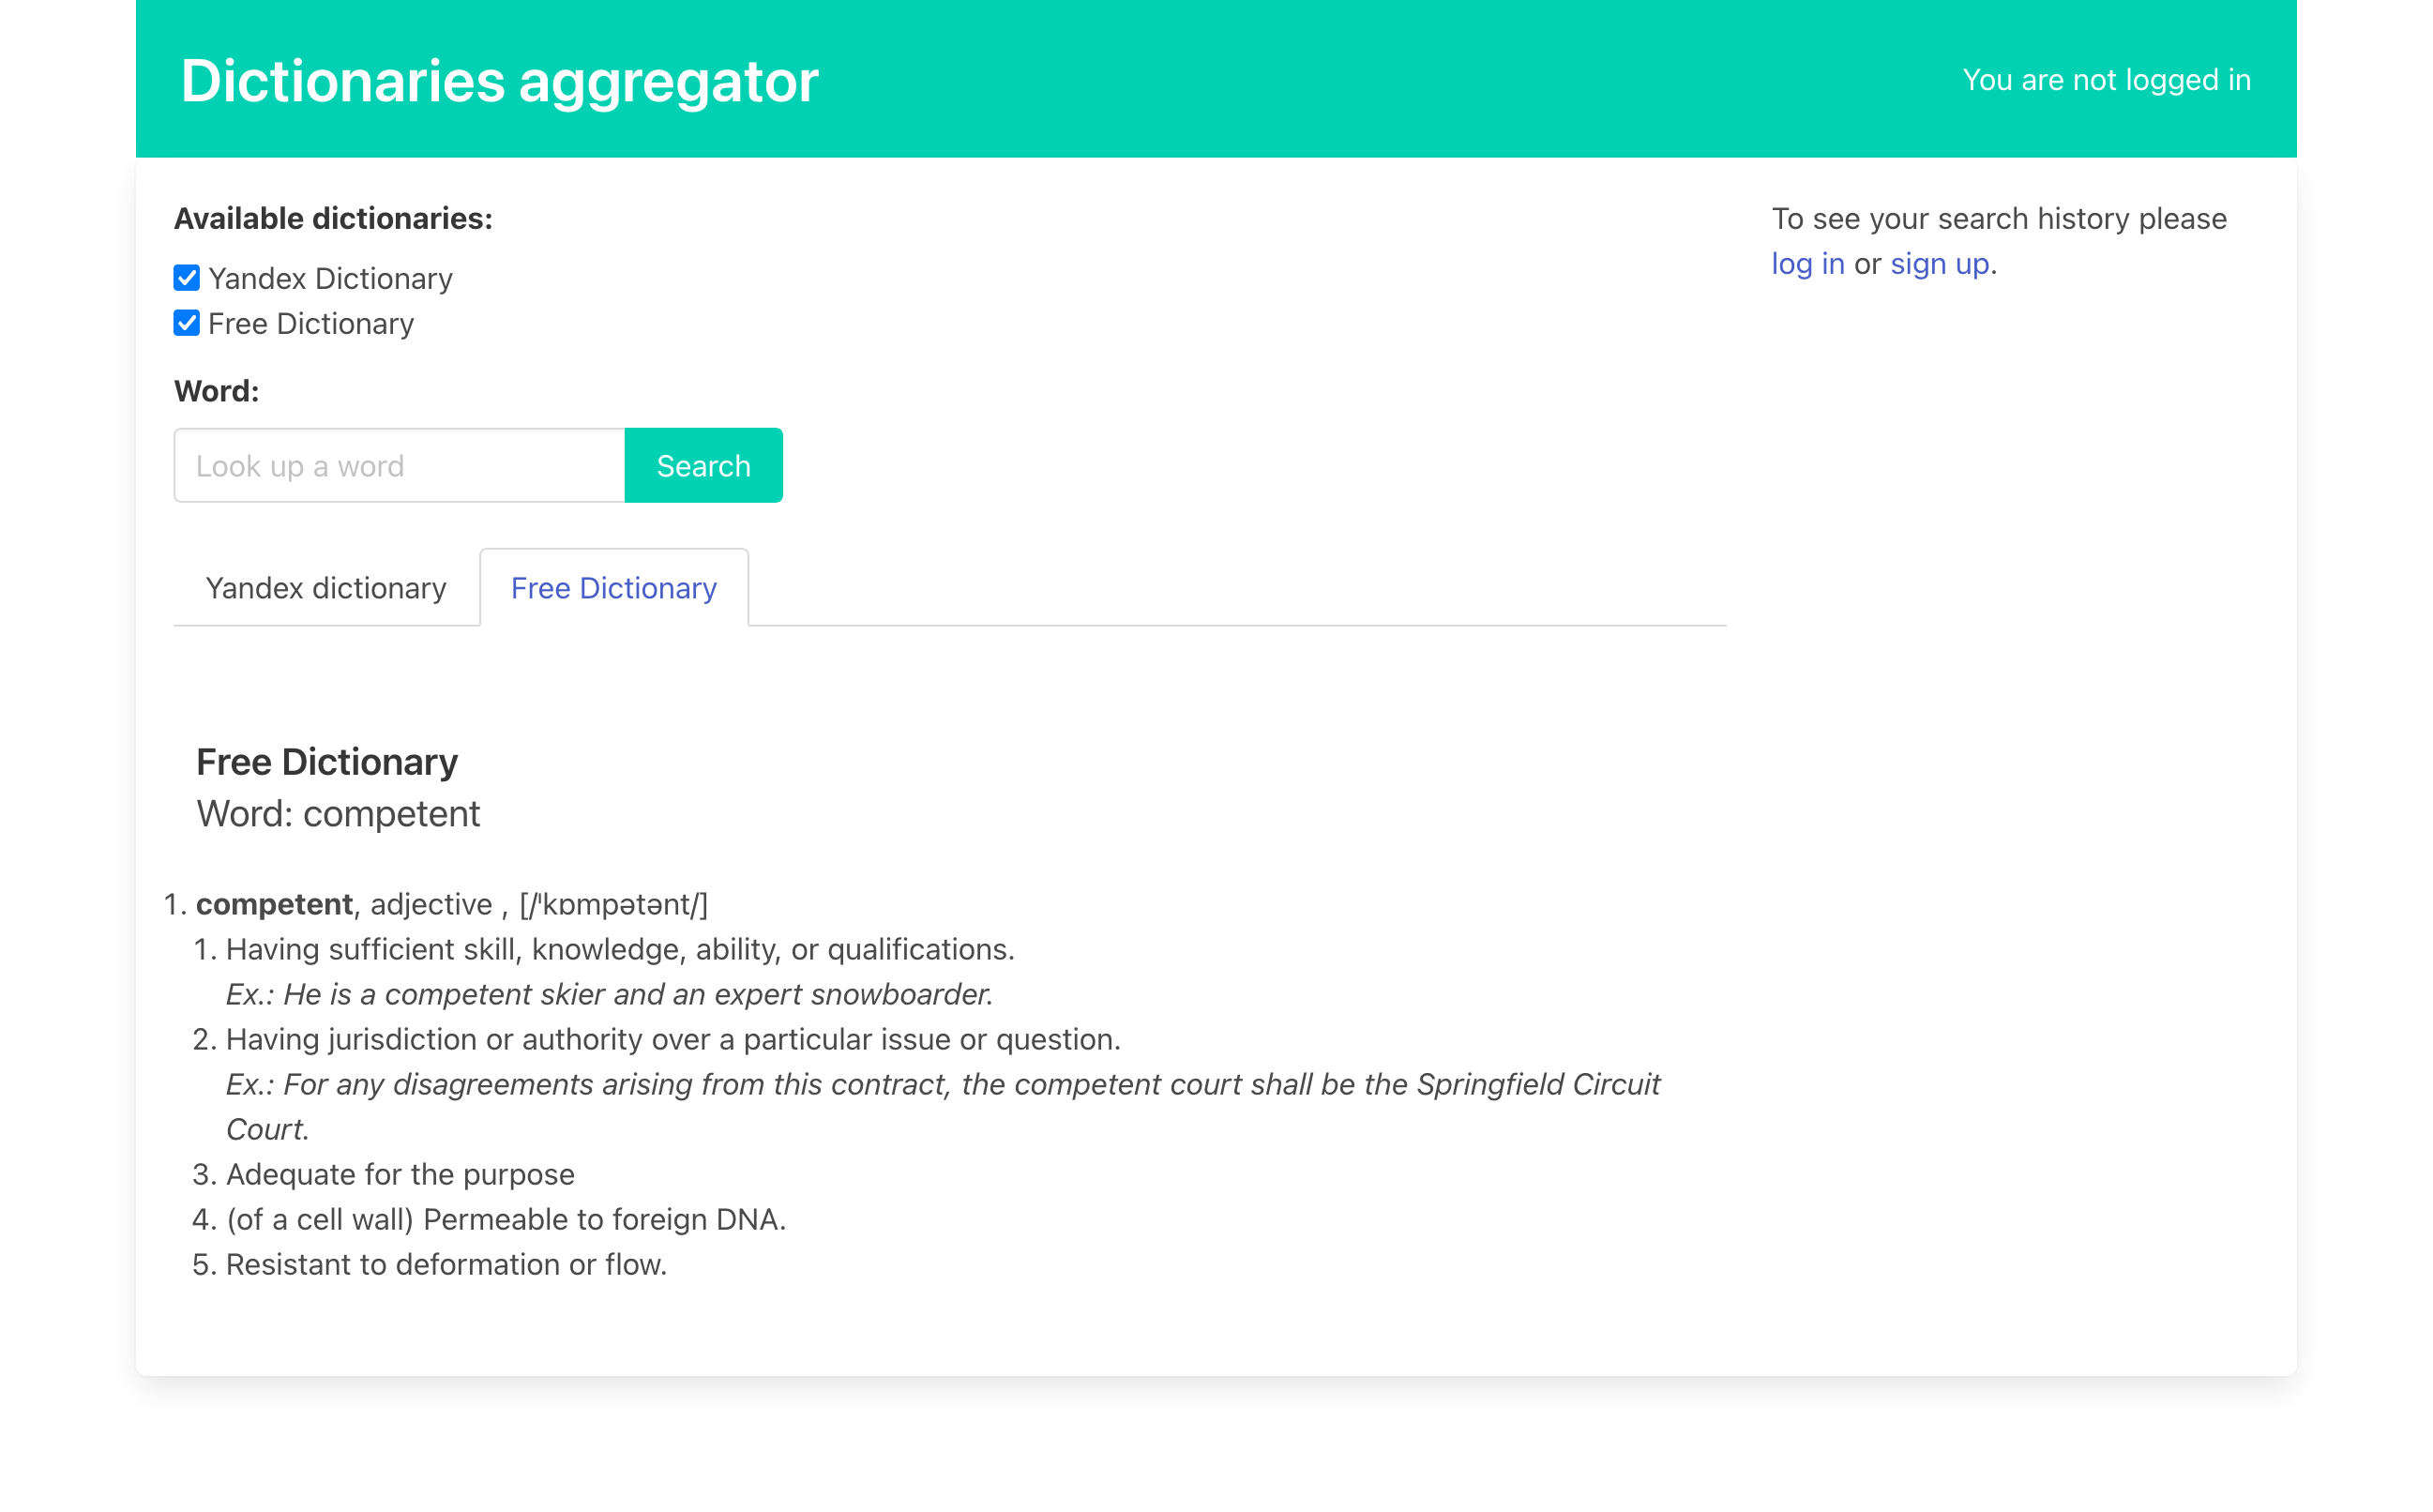 Dictionaries aggregator
You are not logged in
Available dictionaries:
Yandex Dictionary
Free Dictionary
To see your search history please
log in or sign up.
Word:
Look up a word
Search
Yandex dictionary
Free Dictionary
Free Dictionary
Word: competent
1. competent, adjective , [/ˈkɒmpətənt/]
1. Having sufficient skill, knowledge, ability, or qualifications.
Ex.: He is a competent skier and an expert snowboarder.
2. Having jurisdiction or authority over a particular issue or question.
Ex.: For any disagreements arising from this contract, the competent court shall be the Springfield Circuit
Court.
3. Adequate for the purpose
4. (of a cell wall) Permeable to foreign DNA.
5. Resistant to deformation or flow.